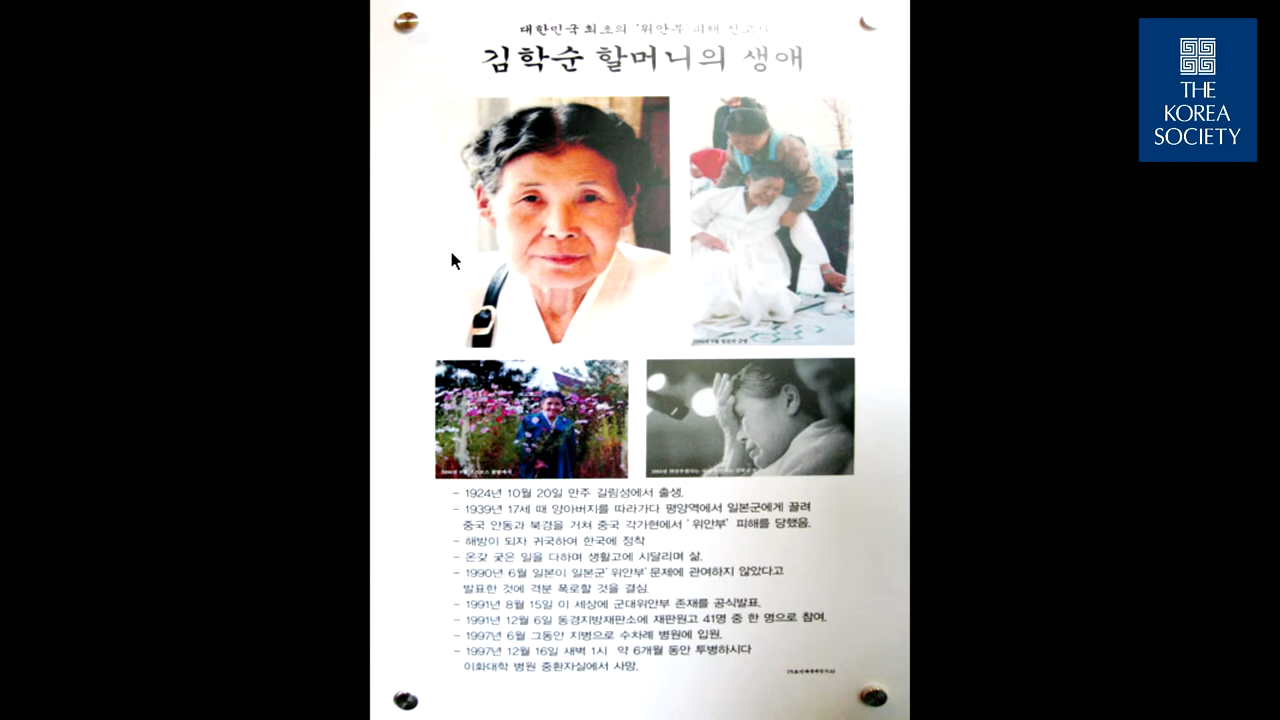 대한민국 최초의 '위안부' 피해 신고자
김학순 할머니의 생애
THE
KOREA
SOCIETY
- 1924년 10월 20일 만주 길림성에서 출생.
- 1939년 17세 때 양아버지를 따라가다 평양역에서 일본군에게 끌려
중국 안동과 북경을 거쳐 중국 각가현에서 '위안부' 피해를 당했음.
- 해방이 되자 귀국하여 한국에 정착
- 온갖 궂은 일을 다하며 생활고에 시달리며 삶.
- 1990년 6월 일본이 일본군'위안부'문제에 관여하지 않았다고
발표한 것에 격분 폭로할 것을 결심.
- 1991년 8월 15일 이 세상에 군대위안부 존재를 공식발표.
- 1991년 12월 6일 동경지방재판소에 재판원고 41명 중 한 명으로 참여.
- 1997년 6월 그동안 지병으로 수차례 병원에 입원.
- 1997년 12월 16일 새벽 1시 약 6개월 동안 투병하시다
이화대학 병원 중환자실에서 사망.